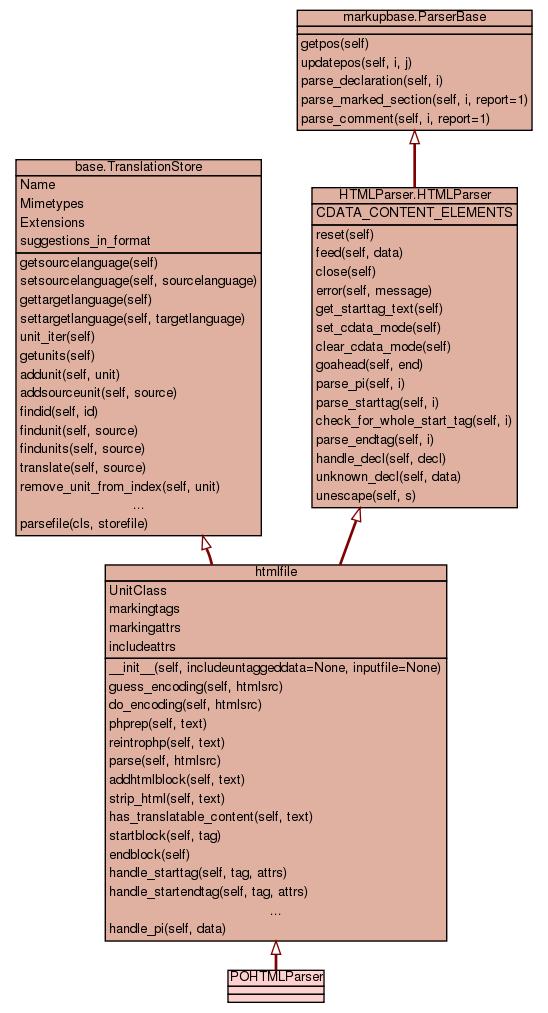 markupbase.ParserBase
getpos(self)
updatepos(self, i, j)
parse_declaration(self, i)
parse_marked_section(self, i, report=1)
parse_comment(self, i, report=1)
base.TranslationStore
Name
Mimetypes
Extensions
suggestions_in_format
getsourcelanguage(self)
setsourcelanguage(self, sourcelanguage)
gettargetlanguage(self)
settargetlanguage(self, targetlanguage)
unit_iter(self)
getunits(self)
addunit(self, unit)
addsourceunit(self, source)
findid(self, id)
findunit(self, source)
findunits(self, source)
translate(self, source)
remove_unit_from_index(self, unit)
...
parsefile(cls, storefile)
HTMLParser.HTMLParser
CDATA_CONTENT_ELEMENTS
reset(self)
feed(self, data)
close(self)
error(self, message)
get_starttag_text(self)
set_cdata_mode(self)
clear_cdata_mode(self)
goahead(self, end)
parse_pi(self, i)
parse_starttag(self, i)
check_for_whole_start_tag(self, i)
parse_endtag(self, i)
handle_decl(self, decl)
unknown_decl(self, data)
unescape(self, s)
htmlfile
UnitClass
markingtags
markingattrs
includeattrs
__init__(self, includeuntaggeddata=None, inputfile=None)
guess_encoding(self, htmlsrc)
do_encoding(self, htmlsrc)
phprep(self, text)
reintrophp(self, text)
parse(self, htmlsrc)
addhtmlblock(self, text)
strip_html(self, text)
has_translatable_content(self, text)
startblock(self, tag)
endblock(self)
handle_starttag(self, tag, attrs)
handle_startendtag(self, tag, attrs)
...
handle_pi(self, data)
POHTMLParser